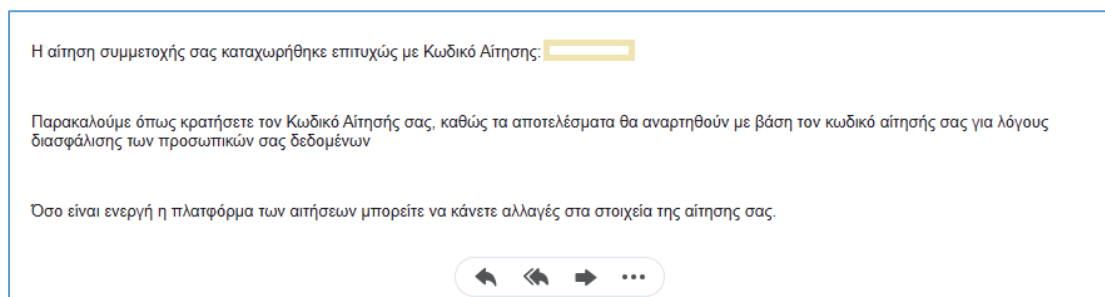 Η αίτηση συμμετοχής σας καταχωρήθηκε επιτυχώς με Κωδικό Αίτησης:
Παρακαλούμε όπως κρατήσετε τον Κωδικό Αίτησής σας, καθώς τα αποτελέσματα θα αναρτηθούν με βάση τον κωδικό αίτησής σας για λόγους
διασφάλισης των προσωπικών σας δεδομένων
Όσο είναι ενεργή η πλατφόρμα των αιτήσεων μπορείτε να κάνετε αλλαγές στα στοιχεία της αίτησης σας.